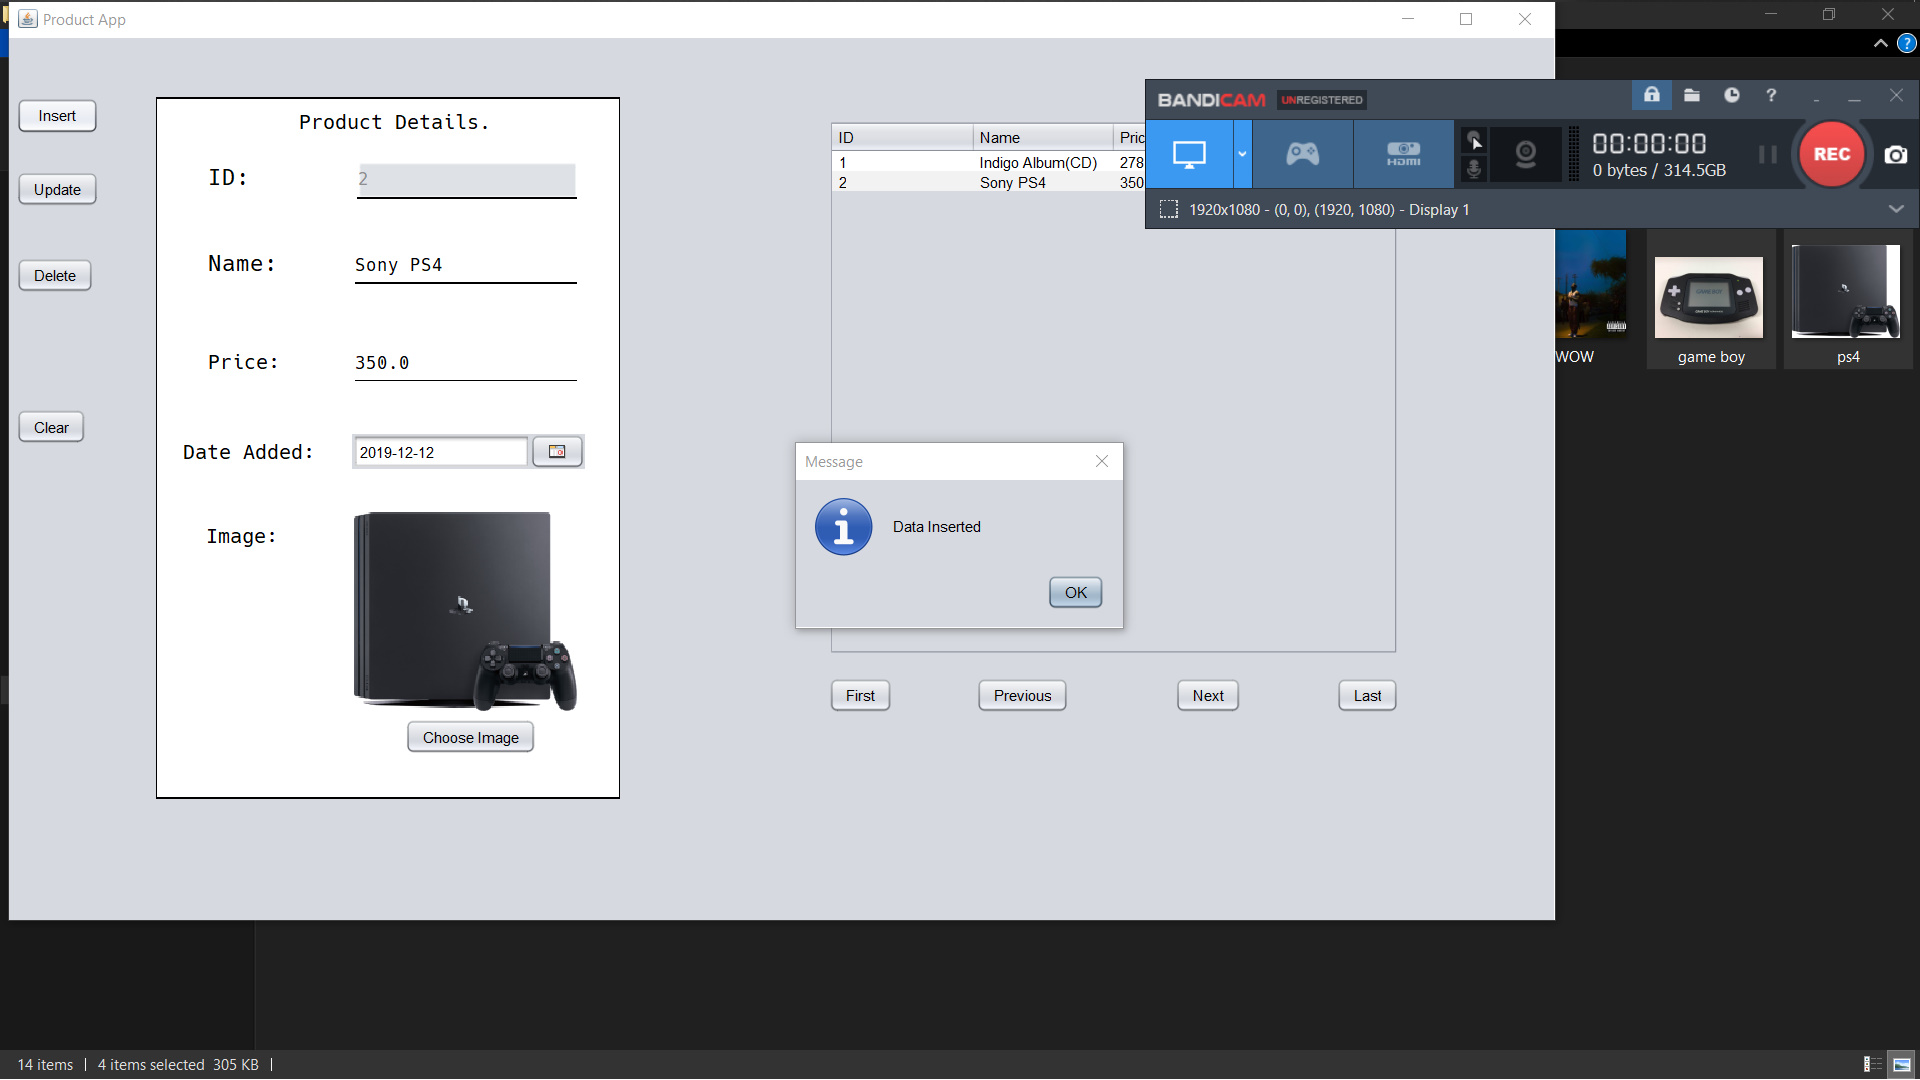 Product App
Insert
Update
Delete
Clear
Product Details.
ID:
2
Name:
Sony PS4
Price:
350.0
Date Added:
2019-12-12
Image:
Choose Image
ID Name Pric
1 Indigo Album(CD) 278
2 Sony PS4 350
Message
Data Inserted
OK
First
Previous
Next
Last
BANDICAM UNREGISTERED
?
HDMI
00:00:00
0 bytes / 314.5GB
REC
1920x1080 - (0, 0), (1920, 1080) - Display 1
?
WOW
game boy
ps4
14 items | 4 items selected 305 KB |